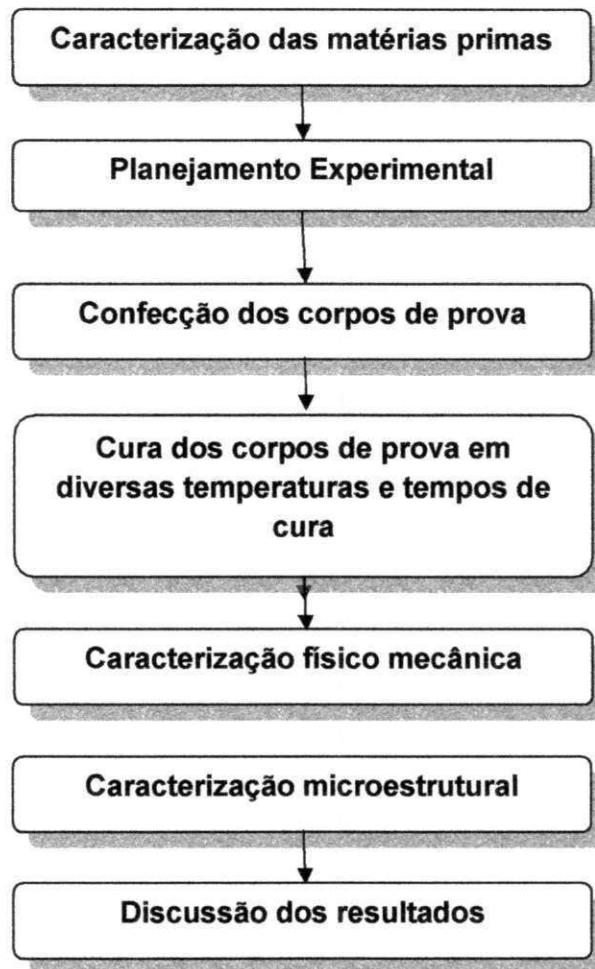 Caracterização das matérias primas
Planejamento Experimental
Confecção dos corpos de prova
Cura dos corpos de prova em
diversas temperaturas e tempos de
cura
Caracterização físico mecânica
Caracterização microestrutural
Discussão dos resultados